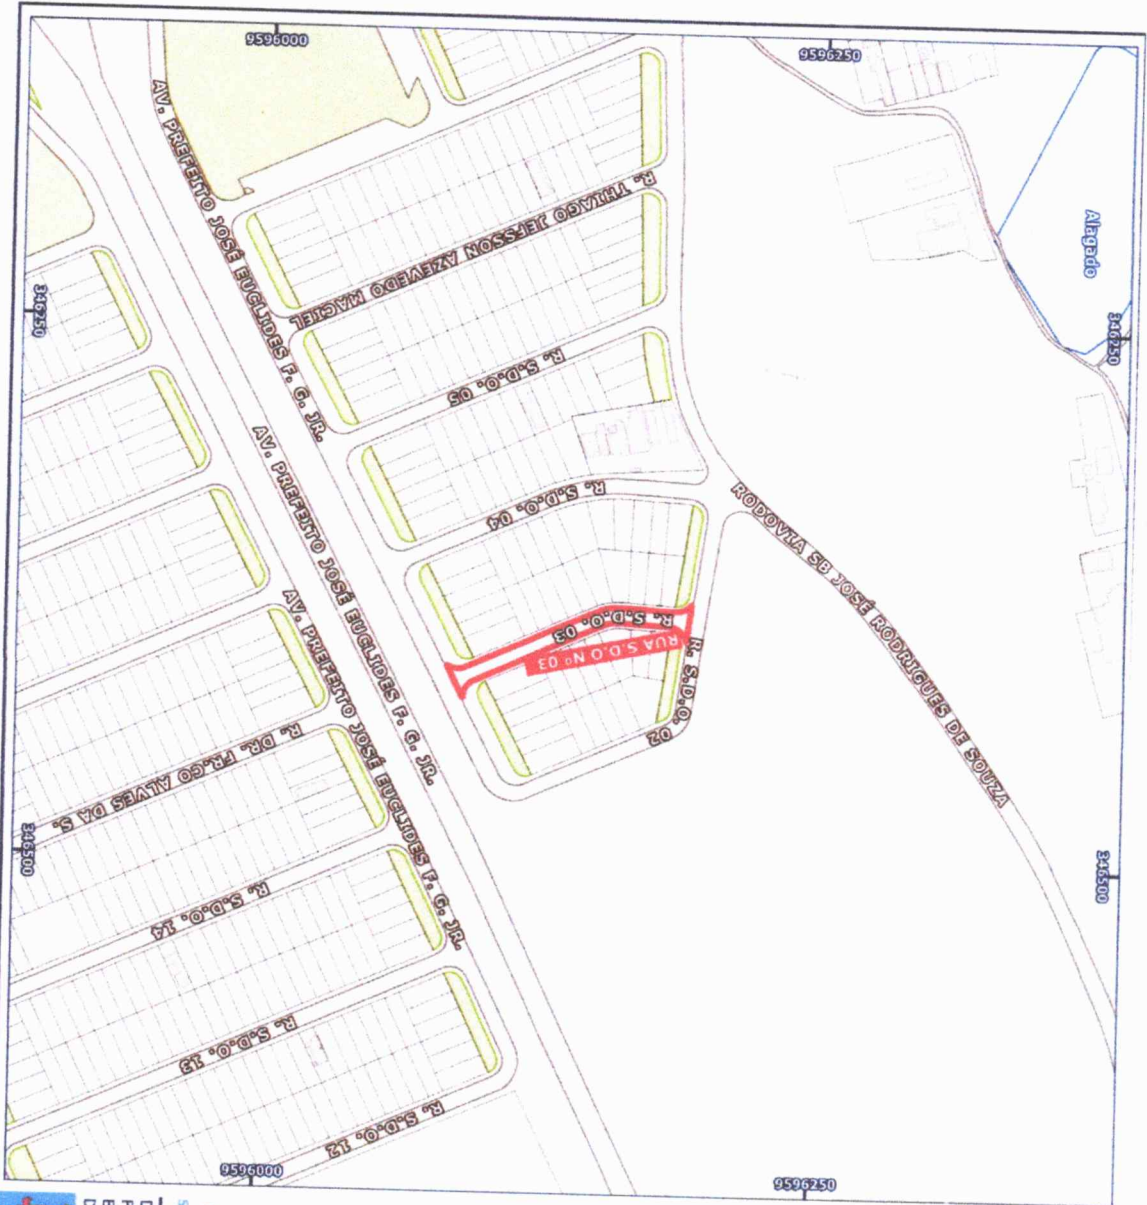 9596000
9596250
AV. PREFEITO JOSÉ EUCLIDES F. G. JR.
R. THIAGO JEFSSON AZEVEDO MACIEL
Alagado
346250
346250
R. S.D.O. 05
AV. PREFEITO JOSÉ EUCLIDES F. G. JR.
R. S.D.O. 04
RODOVIA SB JOSÉ RODRIGUES DE SOUZA
R. S.D.O. 03
RUA S.D.O Nº 03
R. S.D.O. 02
AV. PREFEITO JOSÉ EUCLIDES F. G. JR.
R. DR. FR.CO ALVES DA S.
346500
346500
R. S.D.O. 14
R. S.D.O. 13
R. S.D.O. 12
9596000
9596250